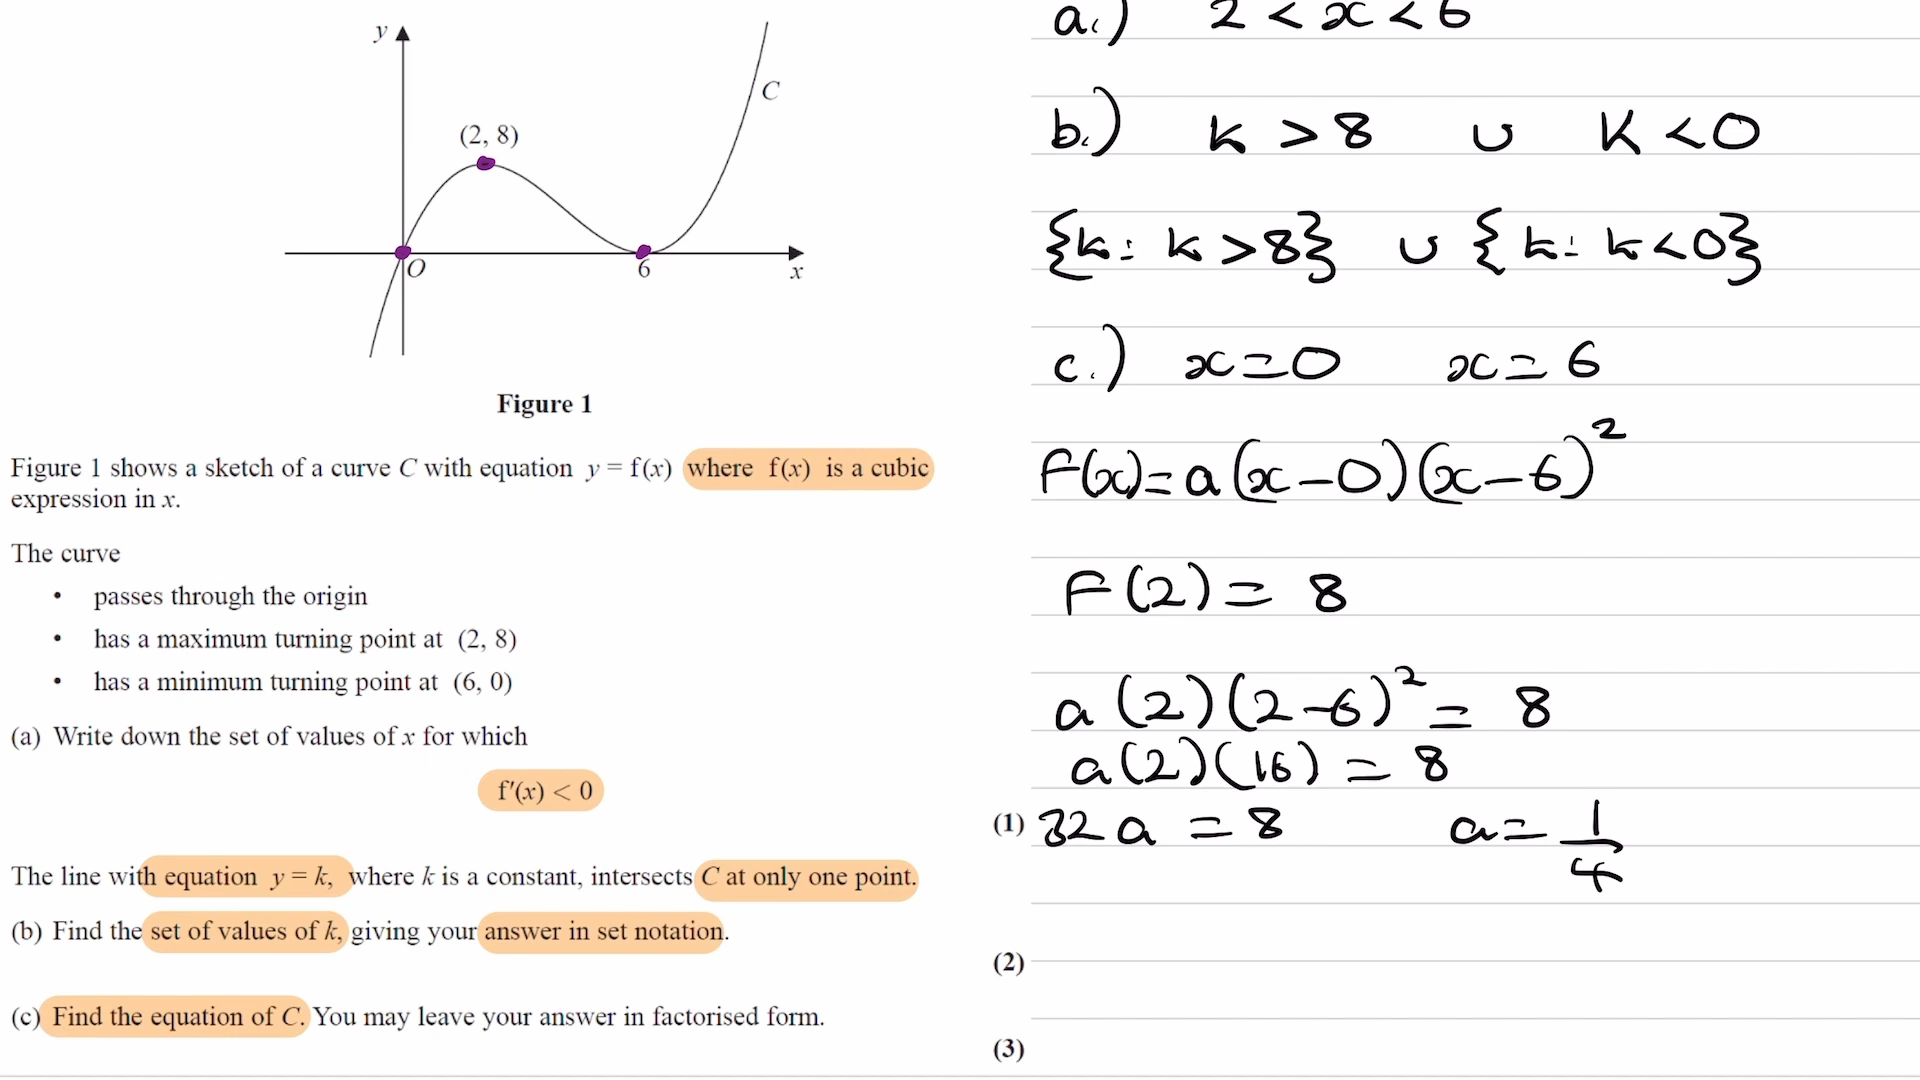 y
C
(2, 8)
O
6
x
Figure 1
Figure 1 shows a sketch of a curve C with equation y = f(x) where f(x) is a cubic
expression in x.
The curve
• passes through the origin
• has a maximum turning point at (2, 8)
• has a minimum turning point at (6, 0)
(a) Write down the set of values of x for which
f′(x) < 0
(1)
The line with equation y = k, where k is a constant, intersects C at only one point.
(b) Find the set of values of k, giving your answer in set notation.
(2)
(c) Find the equation of C. You may leave your answer in factorised form.
(3)
a.) 2 < x < 6
b.) k > 8 ∪ k < 0
{k: k > 8} ∪ {k: k < 0}
c.) x = 0 x = 6
F(x) = a(x – 0)(x – 6)²
F(2) = 8
a(2)(2 – 6)² = 8
a(2)(16) = 8
32a = 8 a = 1/4